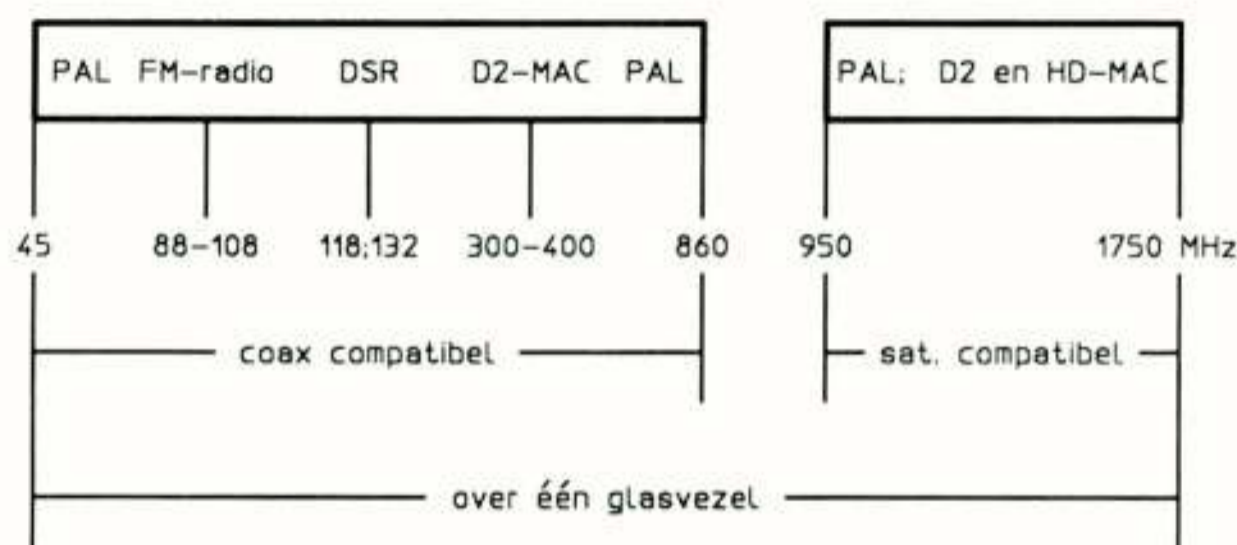 PAL FM-radio DSR D2-MAC PAL PAL; D2 en HD-MAC
45 88-108 118;132 300-400 860 950 1750 MHz
coax compatibel sat. compatibel
over één glasvezel